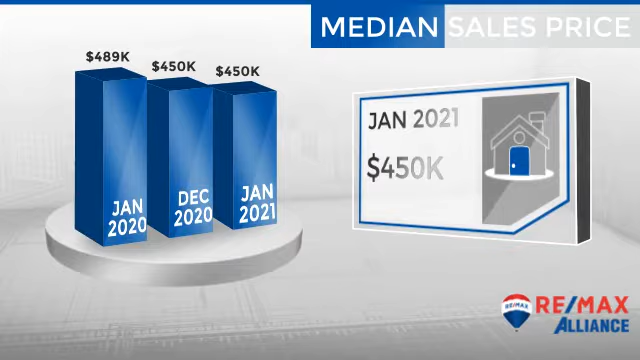 MEDIAN SALES PRICE
$489K
$450K
$450K
JAN 2020
DEC 2020
JAN 2021
JAN 2021
$450K
RE/MAX
RE/MAX
ALLIANCE